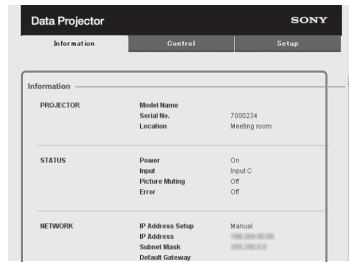 Data Projector SONY
Information Control Setup
Information
PROJECTOR Model Name
Serial No. 7000234
Location Meeting room
STATUS Power On
Input Input C
Picture Muting Off
Error Off
NETWORK IP Address Setup Manual
IP Address
Subnet Mask
Default Gateway